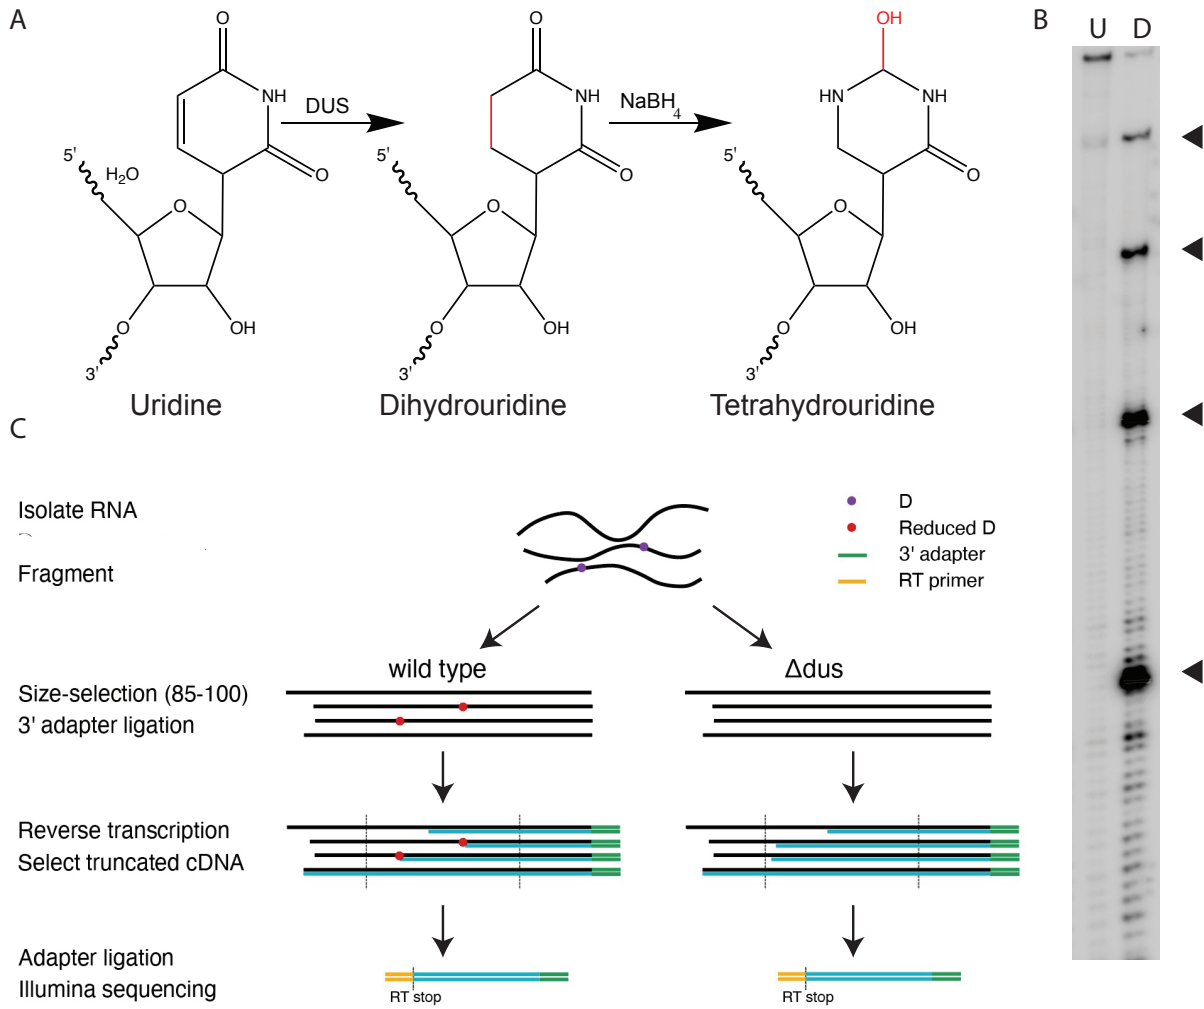 A
B
U D
O
O
OH
NH
DUS
NH
NaBH4
HN
NH
5'
H2O
O
5'
O
5'
O
O
O
O
O
OH
O
OH
O
OH
3'
3'
3'
Uridine
Dihydrouridine
Tetrahydrouridine
C
Isolate RNA
Fragment
D
Reduced D
3' adapter
RT primer
wild type
Δdus
Size-selection (85-100)
3' adapter ligation
Reverse transcription
Select truncated cDNA
Adapter ligation
Illumina sequencing
RT stop
RT stop